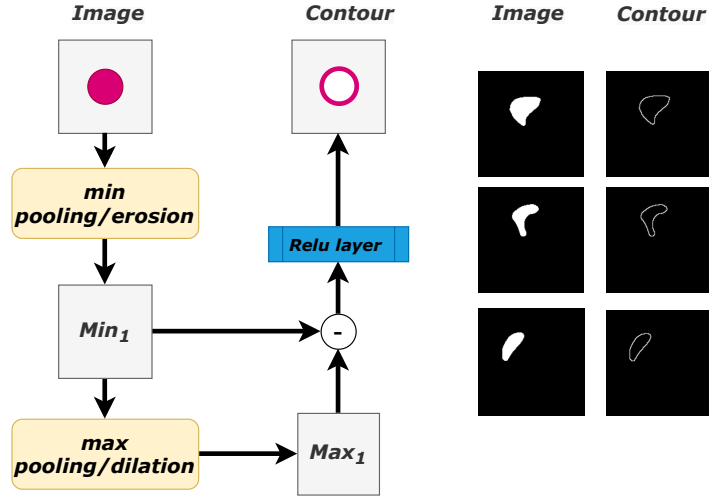 Image
Contour
Image
Contour
min
pooling/erosion
Relu layer
Min1
-
max
pooling/dilation
Max1